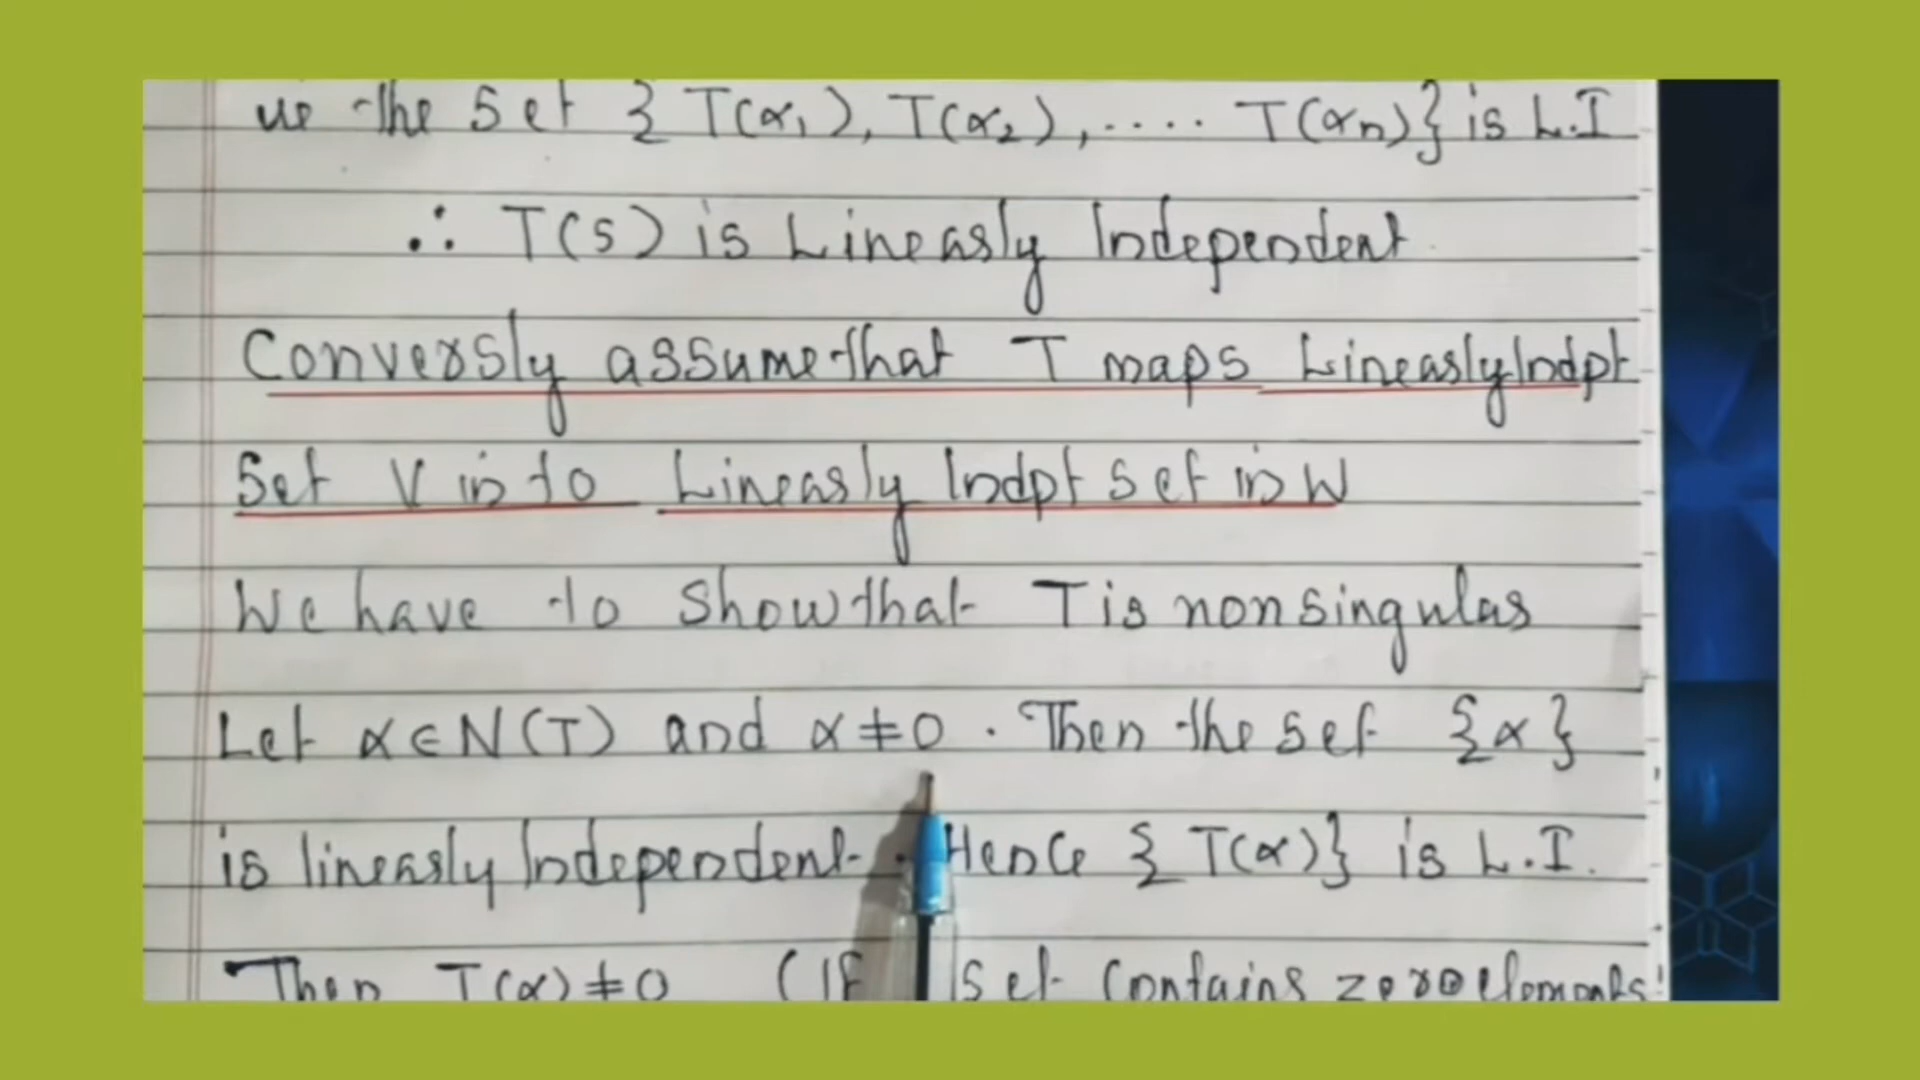 the Set { T(α₁), T(α₂), .... T(αn)} is L.I
∴ T(S) is Linearly Independent
Conversly assume that T maps Linearly Indpt
Set V in to Linearly Indpt Set in W
We have to Show that T is nonsingular
Let α ∈ N(T) and α ≠ 0 . Then the Set {α}
is linearly Independent . Hence { T(α)} is L.I.
Then T(α) ≠ 0 (If Set Contains zero elements